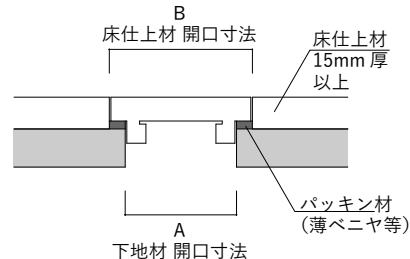 B
床仕上材 開口寸法
床仕上材
15mm 厚
以上
パッキン材
(薄ベニヤ等)
A
下地材 開口寸法